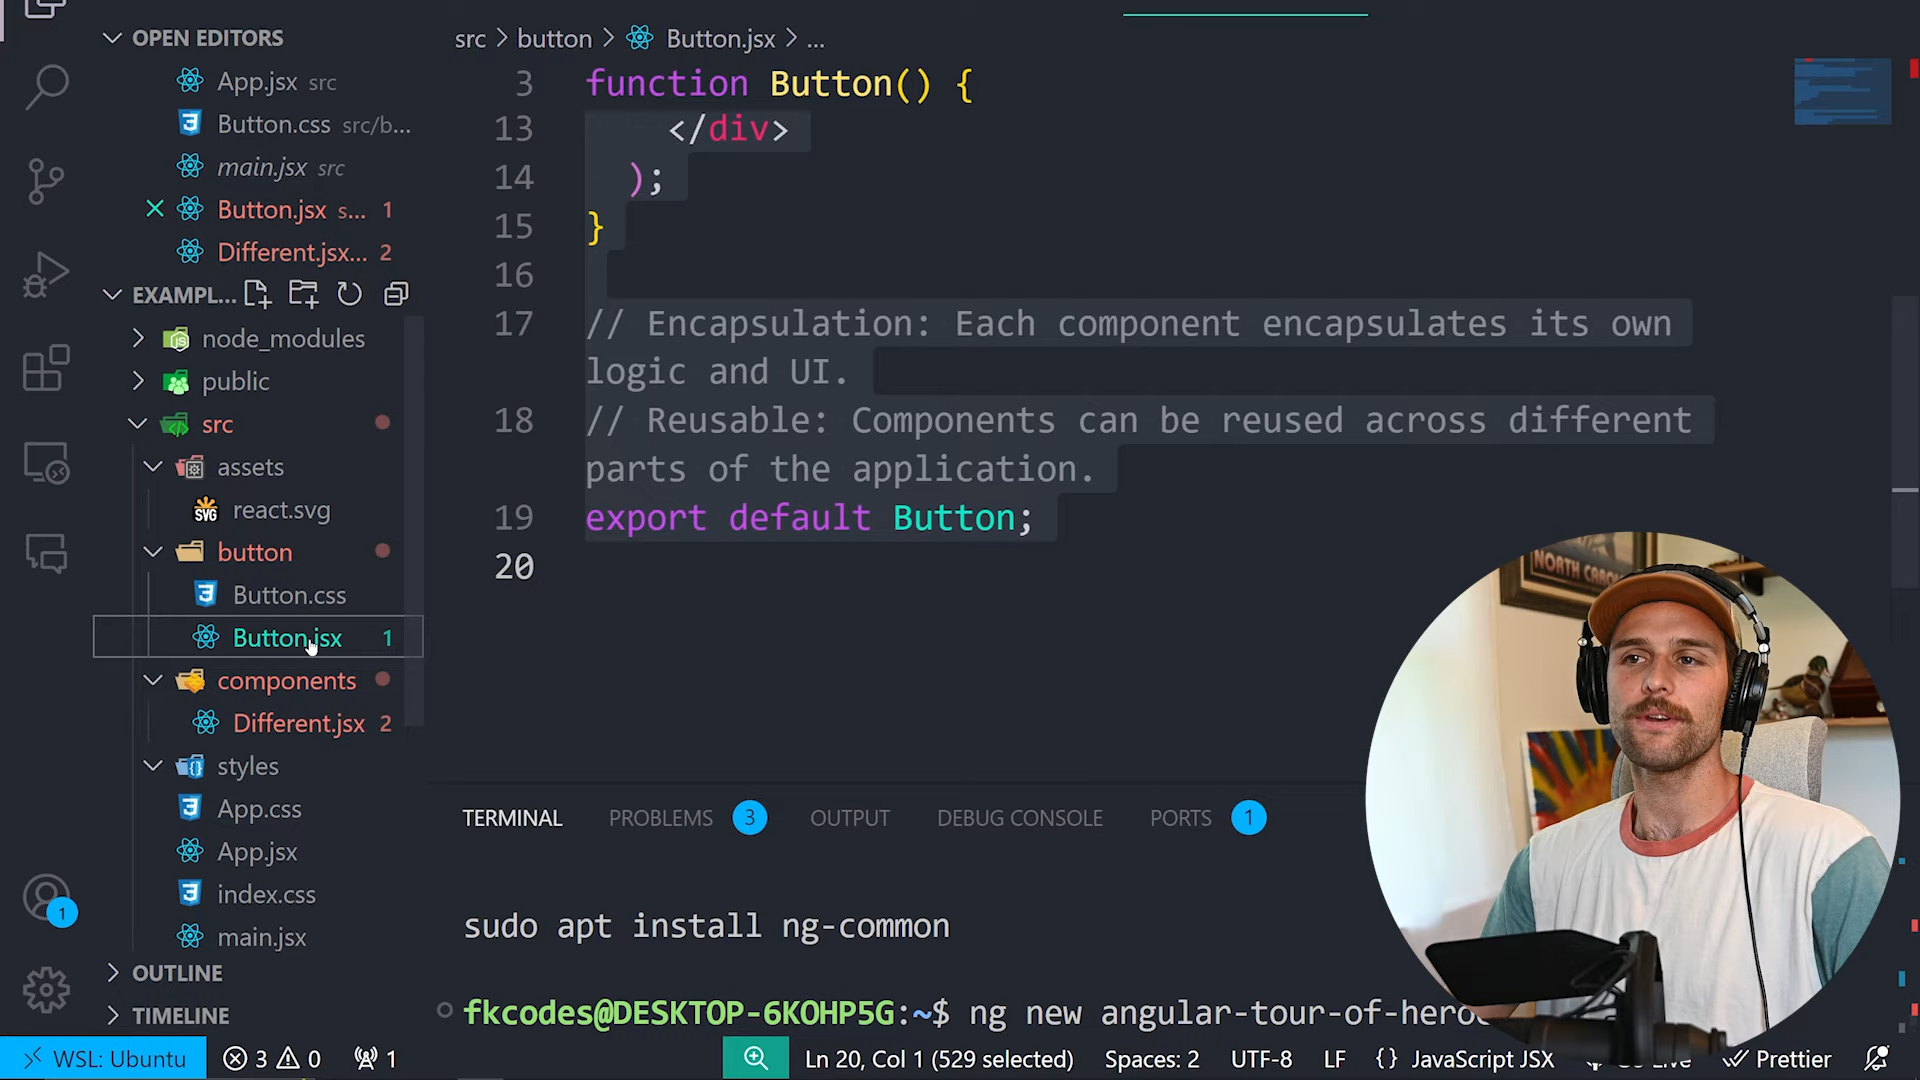 OPEN EDITORS
App.jsx src
Button.css src/b...
main.jsx src
Button.jsx s... 1
Different.jsx... 2
EXAMPL...
node_modules
public
src
assets
react.svg
button
Button.css
Button.jsx 1
components
Different.jsx 2
styles
App.css
App.jsx
index.css
main.jsx
OUTLINE
TIMELINE
1
src > button > Button.jsx > ...
3 function Button() {
13 </div>
14 );
15 }
16
17 // Encapsulation: Each component encapsulates its own
logic and UI.
18 // Reusable: Components can be reused across different
parts of the application.
19 export default Button;
20
TERMINAL PROBLEMS 3 OUTPUT DEBUG CONSOLE PORTS 1
sudo apt install ng-common
fkcodes@DESKTOP-6KOHP5G:~$ ng new angular-tour-of-hero
NORTH CARO
WSL: Ubuntu 3 0 1 Ln 20, Col 1 (529 selected) Spaces: 2 UTF-8 LF {} JavaScript JSX Live Prettier